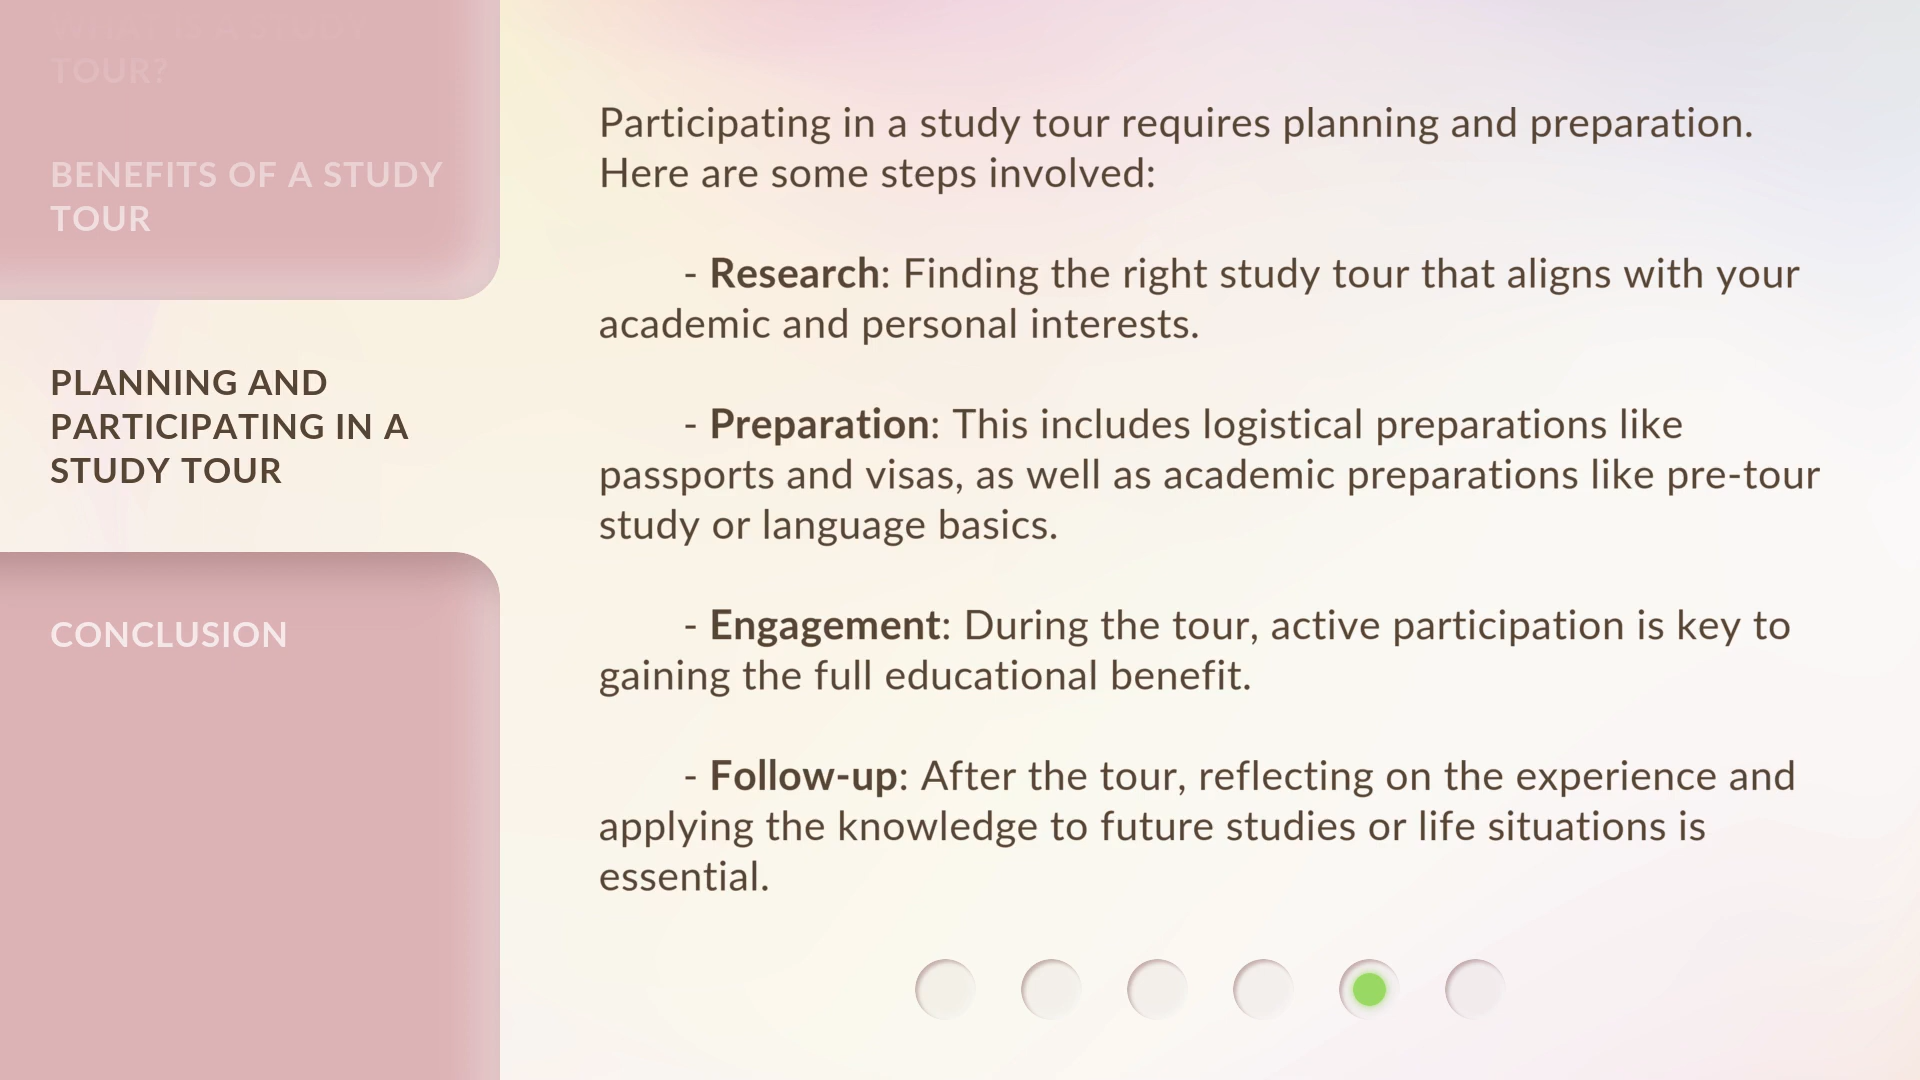 WHAT IS A STUDY
TOUR?
BENEFITS OF A STUDY
TOUR
PLANNING AND
PARTICIPATING IN A
STUDY TOUR
CONCLUSION
Participating in a study tour requires planning and preparation.
Here are some steps involved:
- Research: Finding the right study tour that aligns with your
academic and personal interests.
- Preparation: This includes logistical preparations like
passports and visas, as well as academic preparations like pre-tour
study or language basics.
- Engagement: During the tour, active participation is key to
gaining the full educational benefit.
- Follow-up: After the tour, reflecting on the experience and
applying the knowledge to future studies or life situations is
essential.